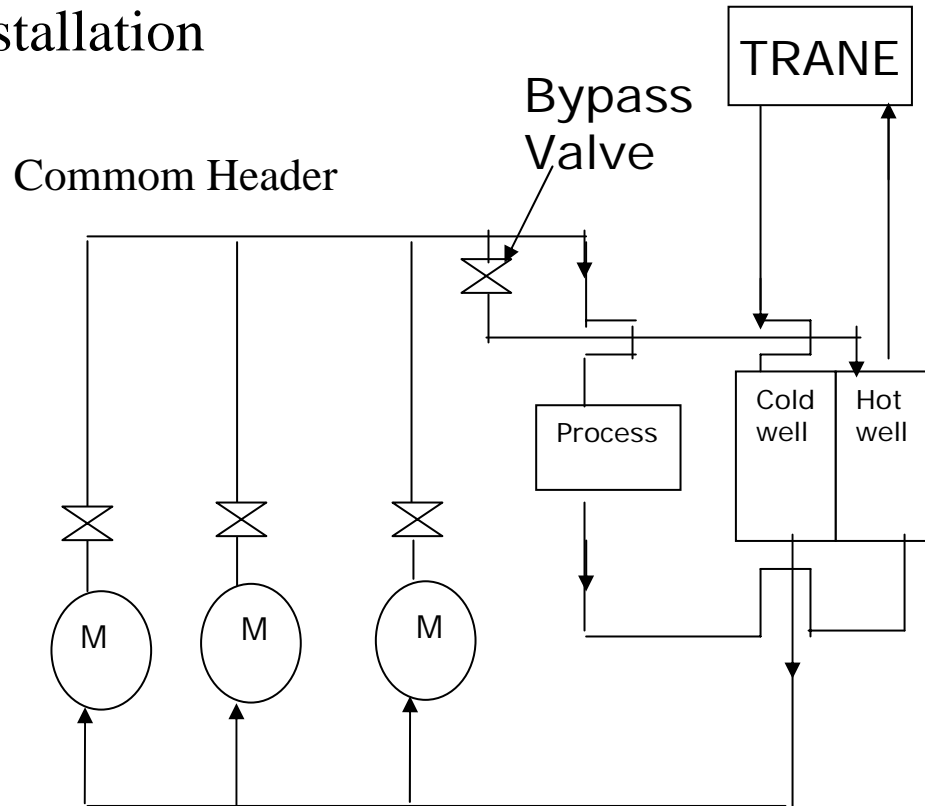 stallation
TRANE
Bypass
Valve
Commom Header
Process
Cold
well
Hot
well
M
M
M